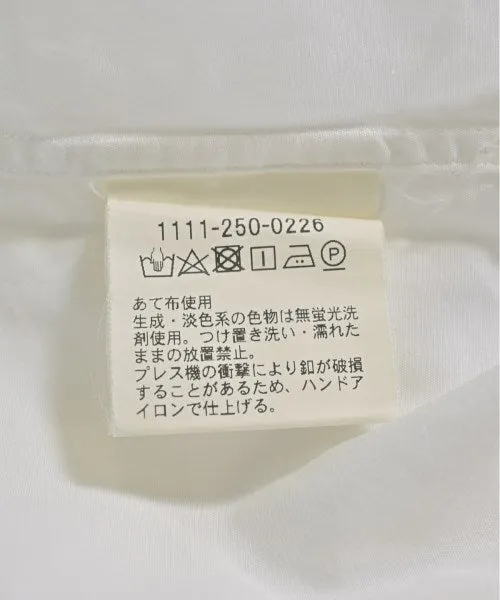 1111-250-0226
P
あて布使用
生成・淡色系の色物は無蛍光洗
剤使用。つけ置き洗い・濡れた
ままの放置禁止。
プレス機の衝撃により釦が破損
することがあるため、ハンドア
イロンで仕上げる。